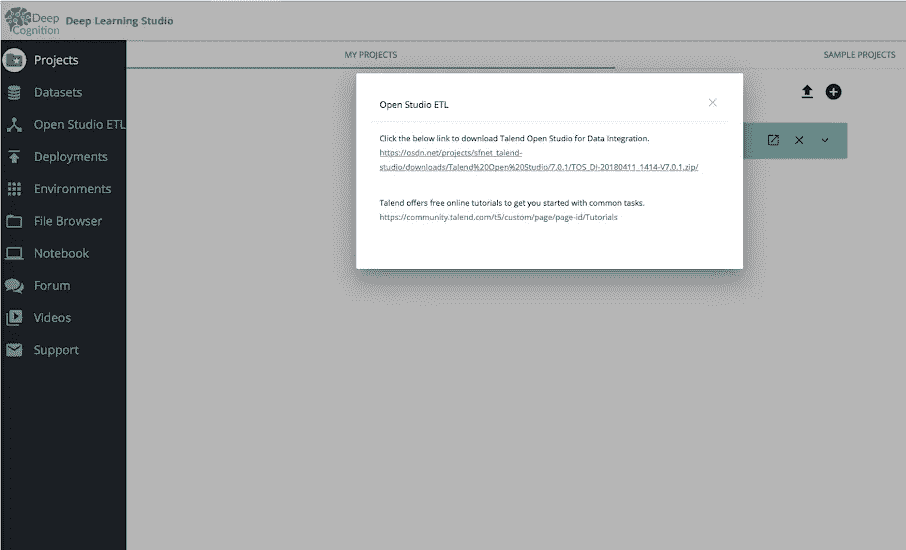 Deep
Cognition
Deep Learning Studio
Projects
Datasets
Open Studio ETL
Deployments
Environments
File Browser
Notebook
Forum
Videos
Support
MY PROJECTS
SAMPLE PROJECTS
Open Studio ETL
Click the below link to download Talend Open Studio for Data Integration.
https://osdn.net/projects/sfnet_talend-
studio/downloads/Talend%20Open%20Studio/7.0.1/TOS_DI-20180411_1414-V7.0.1.zip/
Talend offers free online tutorials to get you started with common tasks.
https://community.talend.com/t5/custom/page/page-id/Tutorials